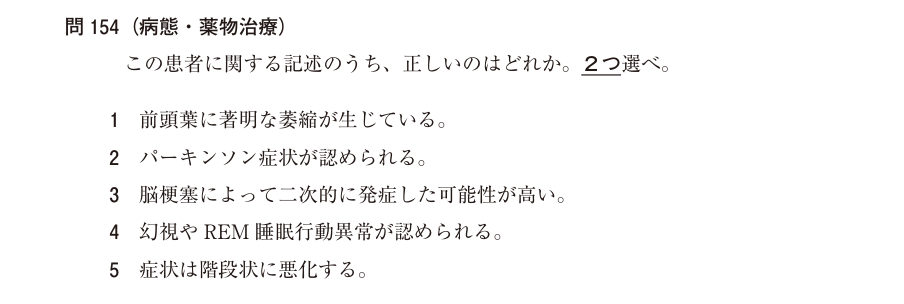 問 154（病態・薬物治療）
この患者に関する記述のうち、正しいのはどれか。２つ選べ。
1 前頭葉に著明な萎縮が生じている。
2 パーキンソン症状が認められる。
3 脳梗塞によって二次的に発症した可能性が高い。
4 幻視や REM 睡眠行動異常が認められる。
5 症状は階段状に悪化する。